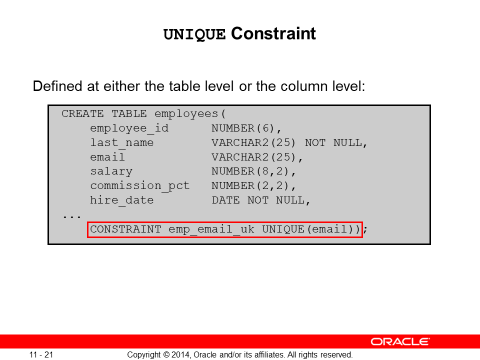 UNIQUE Constraint
Defined at either the table level or the column level:
CREATE TABLE employees(
employee_id NUMBER(6),
last_name VARCHAR2(25) NOT NULL,
email VARCHAR2(25),
salary NUMBER(8,2),
commission_pct NUMBER(2,2),
hire_date DATE NOT NULL,
...
CONSTRAINT emp_email_uk UNIQUE(email));
ORACLE
11 - 21 Copyright © 2014, Oracle and/or its affiliates. All rights reserved.